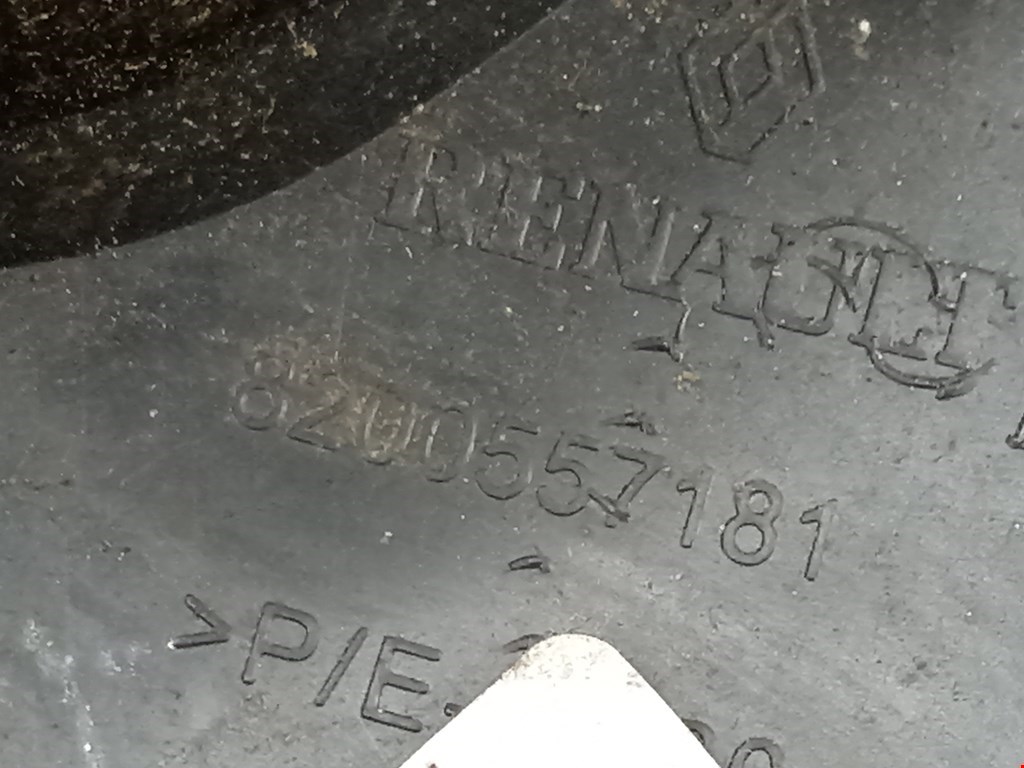 RENAULT
8200557181
>P/E-